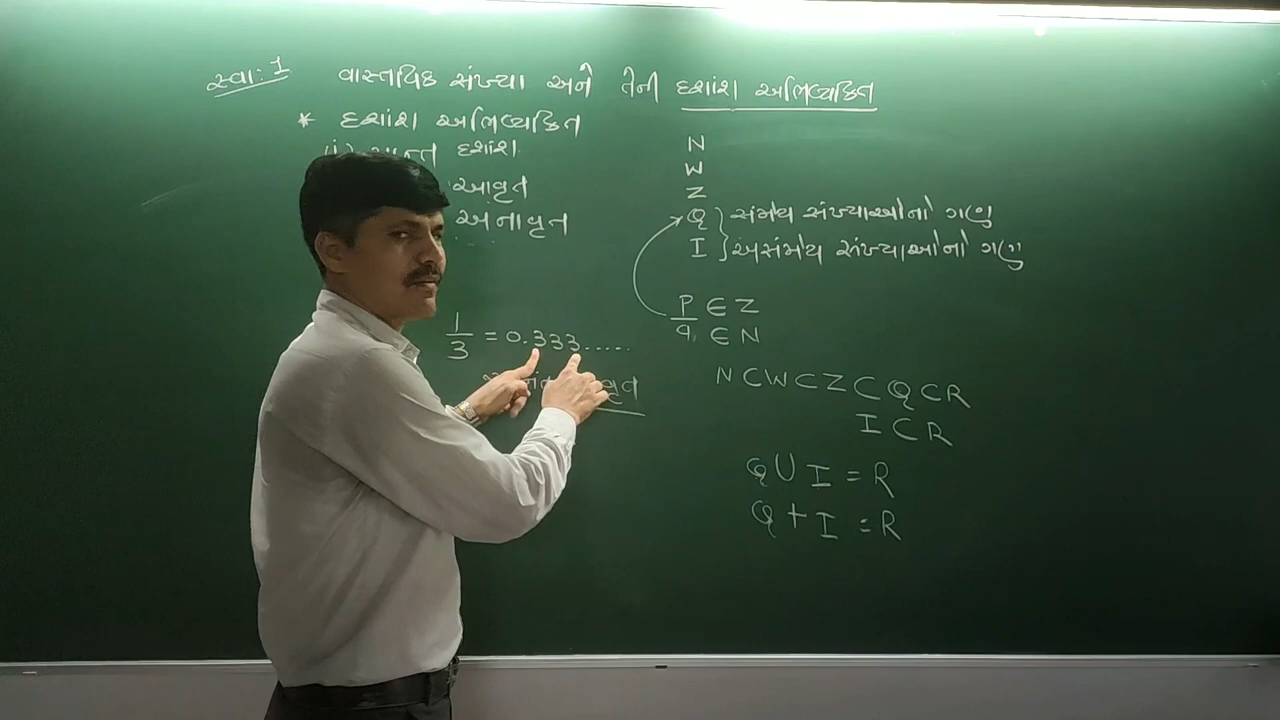 સ્વા: 1 વાસ્તવિક સંખ્યા અને તેની દશાંશ અભિવ્યક્તિ
* દશાંશ અભિવ્યક્તિ
દશાંશ
આવૃત
અનાવૃત
1/3 = 0.333.....
N
W
Z
Q } સંમેય સંખ્યાઓનો ગણ
I } અસંમેય સંખ્યાઓનો ગણ
P ∈ Z
q ∈ N
N ⊂ W ⊂ Z ⊂ Q ⊂ R
I ⊂ R
Q ∪ I = R
Q + I = R